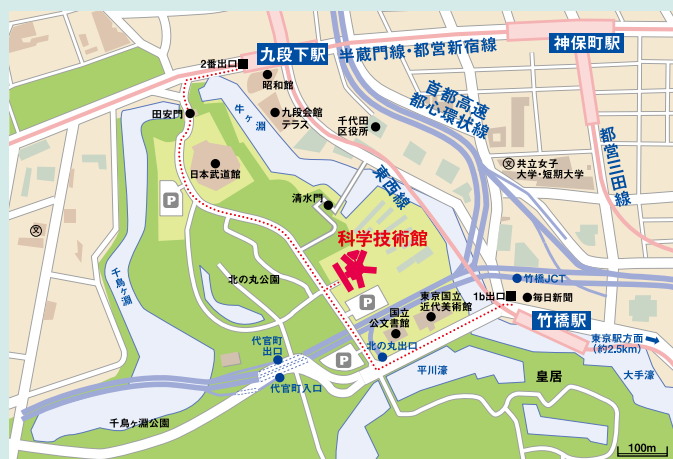 九段下駅
半蔵門線・都営新宿線
神保町駅
2番出口
昭和館
首都高速
都心環状線
田安門
牛ヶ淵
九段会館
テラス
千代田
区役所
都営三田線
文
共立女子
大学・短期大学
日本武道館
東西線
清水門
P
文
科学技術館
千鳥ヶ淵
北の丸公園
竹橋JCT
P
東京国立
近代美術館
1b出口
毎日新聞
国立
公文書館
竹橋駅
代官町
出口
P
北の丸出口
東京駅方面
(約2.5km)
平川濠
大手濠
代官町入口
皇居
千鳥ヶ淵公園
100m